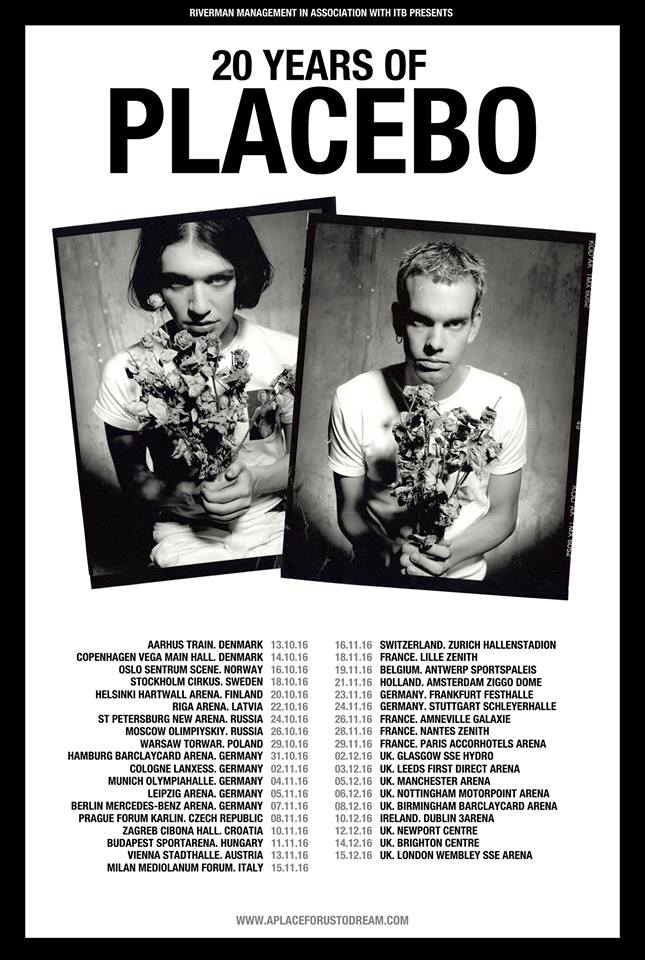 RIVERMAN MANAGEMENT IN ASSOCIATION WITH ITB PRESENTS
20 YEARS OF
PLACEBO
KODAK TMX 6052
49
KODAK TMX 6052
AARHUS TRAIN. DENMARK 13.10.16
COPENHAGEN VEGA MAIN HALL. DENMARK 14.10.16
OSLO SENTRUM SCENE. NORWAY 16.10.16
STOCKHOLM CIRKUS. SWEDEN 18.10.16
HELSINKI HARTWALL ARENA. FINLAND 20.10.16
RIGA ARENA. LATVIA 22.10.16
ST PETERSBURG NEW ARENA. RUSSIA 24.10.16
MOSCOW OLIMPIYSKIY. RUSSIA 26.10.16
WARSAW TORWAR. POLAND 29.10.16
HAMBURG BARCLAYCARD ARENA. GERMANY 31.10.16
COLOGNE LANXESS. GERMANY 02.11.16
MUNICH OLYMPIAHALLE. GERMANY 04.11.16
LEIPZIG ARENA. GERMANY 05.11.16
BERLIN MERCEDES-BENZ ARENA. GERMANY 07.11.16
PRAGUE FORUM KARLIN. CZECH REPUBLIC 08.11.16
ZAGREB CIBONA HALL. CROATIA 10.11.16
BUDAPEST SPORTARENA. HUNGARY 11.11.16
VIENNA STADTHALLE. AUSTRIA 13.11.16
MILAN MEDIOLANUM FORUM. ITALY 15.11.16
16.11.16 SWITZERLAND. ZURICH HALLENSTADION
18.11.16 FRANCE. LILLE ZENITH
19.11.16 BELGIUM. ANTWERP SPORTSPALEIS
21.11.16 HOLLAND. AMSTERDAM ZIGGO DOME
23.11.16 GERMANY. FRANKFURT FESTHALLE
24.11.16 GERMANY. STUTTGART SCHLEYERHALLE
26.11.16 FRANCE. AMNEVILLE GALAXIE
28.11.16 FRANCE. NANTES ZENITH
29.11.16 FRANCE. PARIS ACCORHOTELS ARENA
02.12.16 UK. GLASGOW SSE HYDRO
03.12.16 UK. LEEDS FIRST DIRECT ARENA
05.12.16 UK. MANCHESTER ARENA
06.12.16 UK. NOTTINGHAM MOTORPOINT ARENA
08.12.16 UK. BIRMINGHAM BARCLAYCARD ARENA
10.12.16 IRELAND. DUBLIN 3ARENA
12.12.16 UK. NEWPORT CENTRE
14.12.16 UK. BRIGHTON CENTRE
15.12.16 UK. LONDON WEMBLEY SSE ARENA
WWW.APLACEFORUSTODREAM.COM